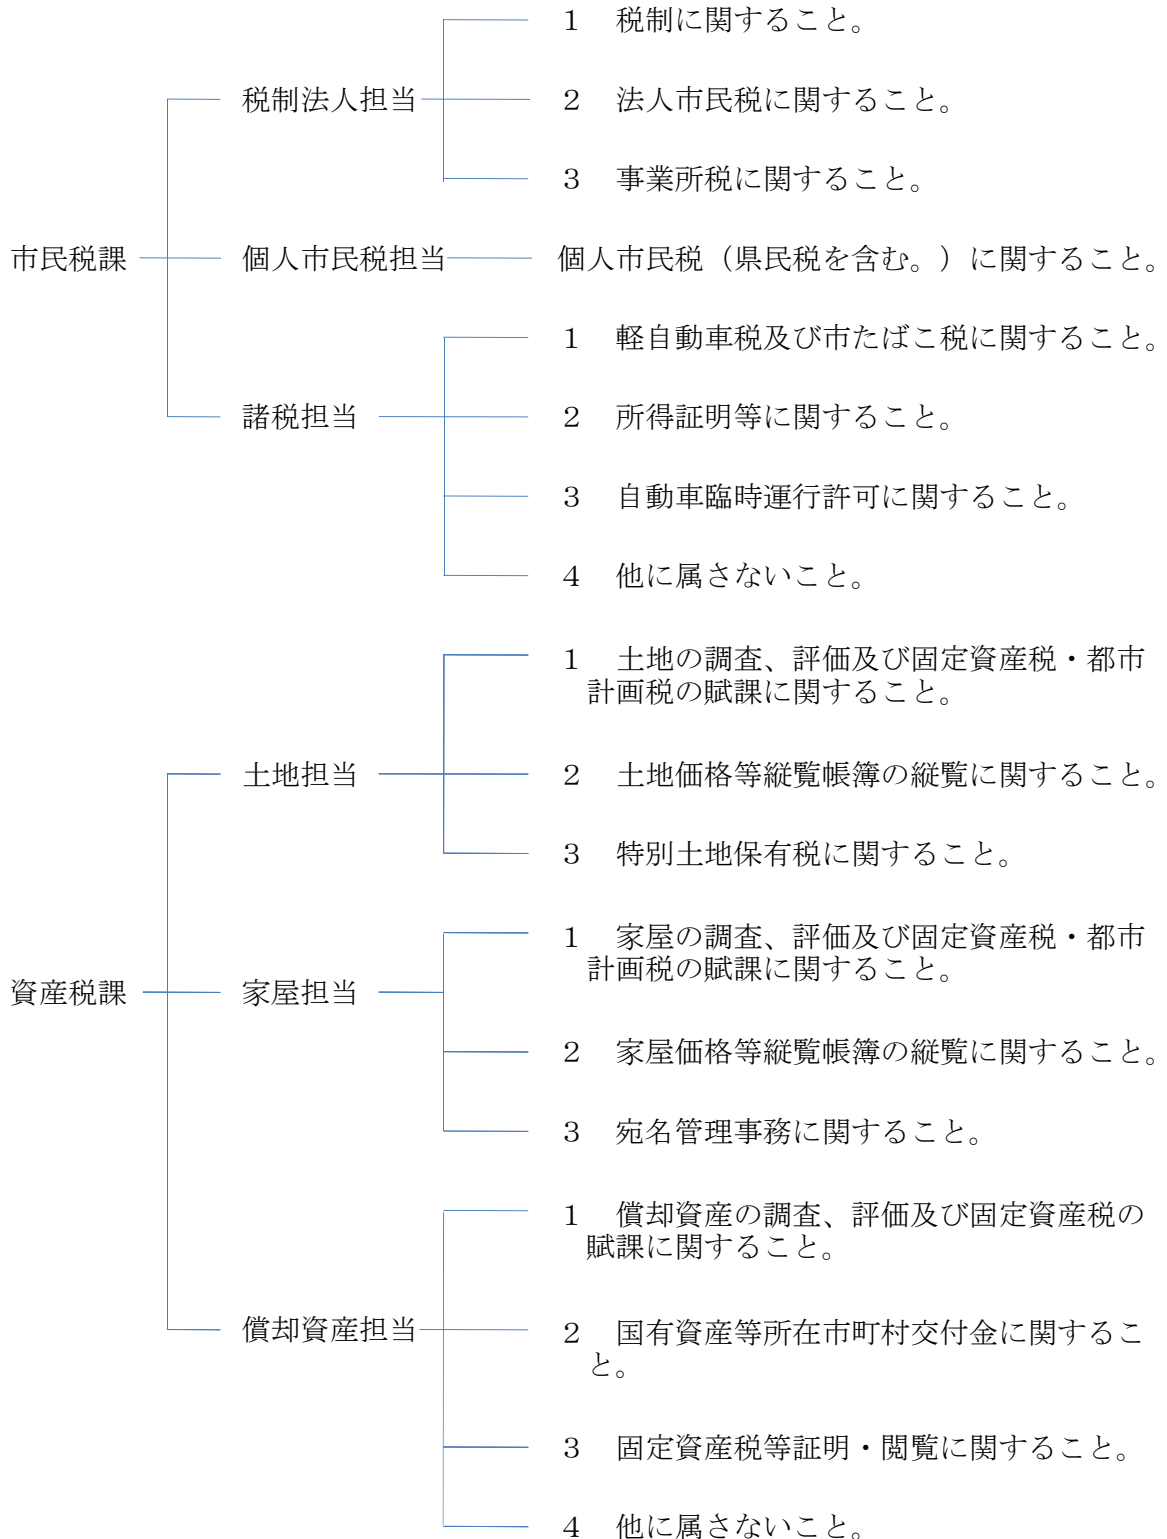 1　税制に関すること。
税制法人担当
2　法人市民税に関すること。
3　事業所税に関すること。
市民税課
個人市民税担当
個人市民税（県民税を含む。）に関すること。
1　軽自動車税及び市たばこ税に関すること。
諸税担当
2　所得証明等に関すること。
3　自動車臨時運行許可に関すること。
4　他に属さないこと。
1　土地の調査、評価及び固定資産税・都市
計画税の賦課に関すること。
土地担当
2　土地価格等縦覧帳簿の縦覧に関すること。
3　特別土地保有税に関すること。
1　家屋の調査、評価及び固定資産税・都市
計画税の賦課に関すること。
資産税課
家屋担当
2　家屋価格等縦覧帳簿の縦覧に関すること。
3　宛名管理事務に関すること。
1　償却資産の調査、評価及び固定資産税の
賦課に関すること。
償却資産担当
2　国有資産等所在市町村交付金に関するこ
と。
3　固定資産税等証明・閲覧に関すること。
4　他に属さないこと。